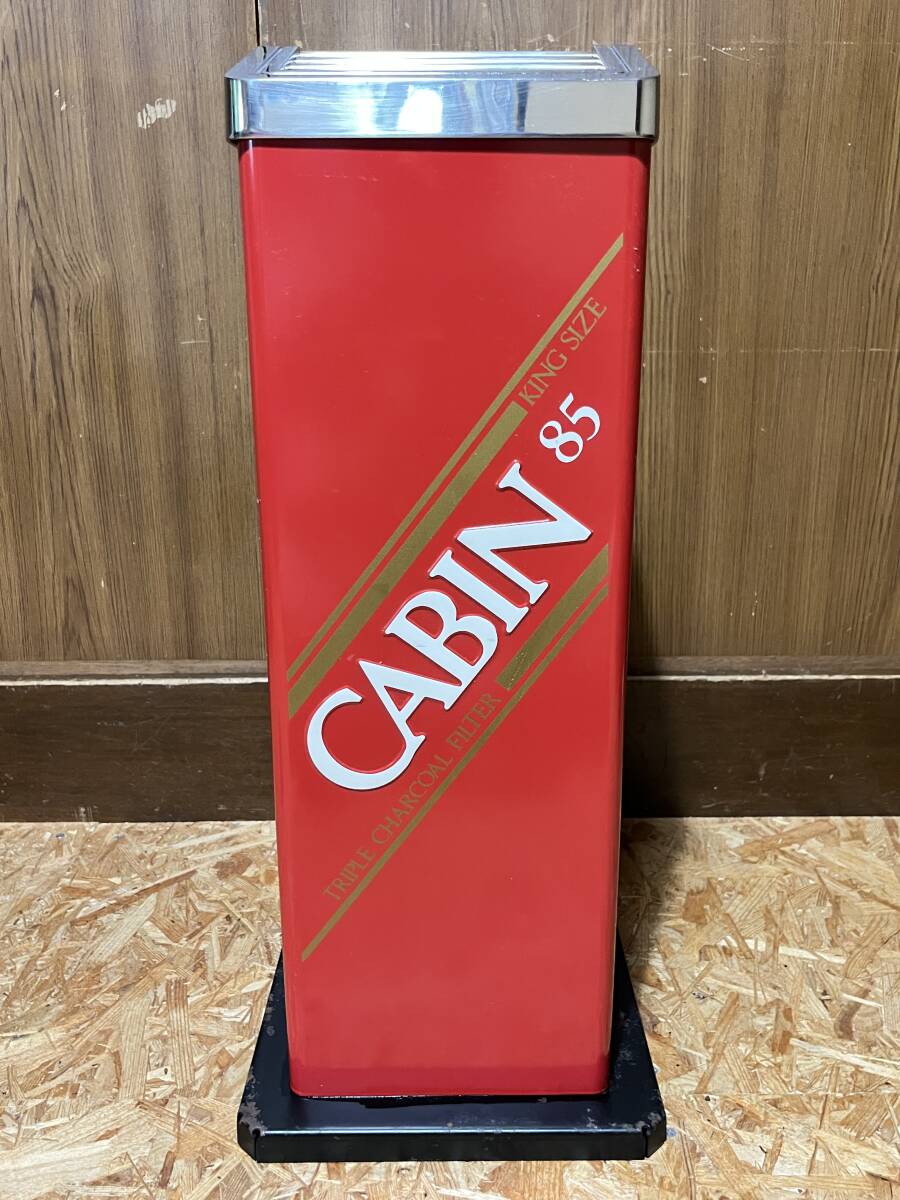 KING SIZE
CABIN 85
TRIPLE CHARCOAL FILTER